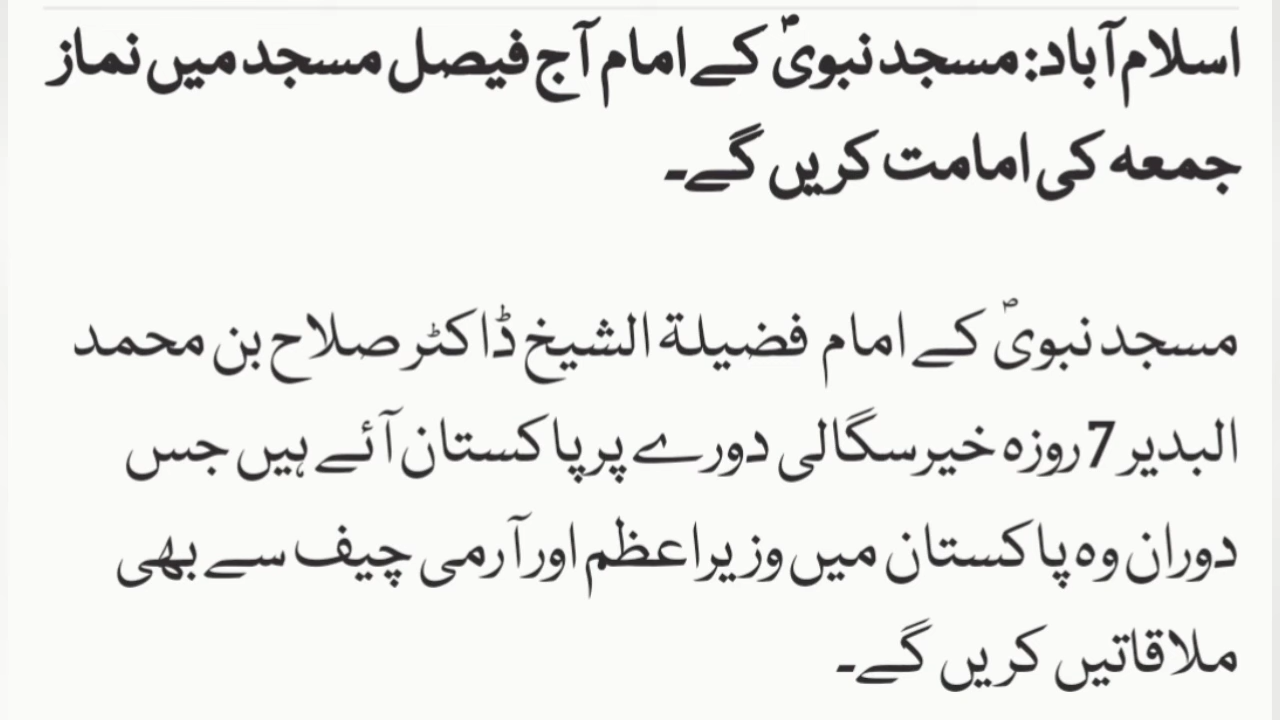 اسلام آباد: مسجد نبویؐ کے امام آج فیصل مسجد میں نماز
جمعہ کی امامت کریں گے۔
مسجد نبویؐ کے امام فضیلة الشیخ ڈاکٹر صلاح بن محمد
البدیر 7 روزہ خیرسگالی دورے پر پاکستان آئے ہیں جس
دوران وہ پاکستان میں وزیراعظم اور آرمی چیف سے بھی
ملاقاتیں کریں گے۔